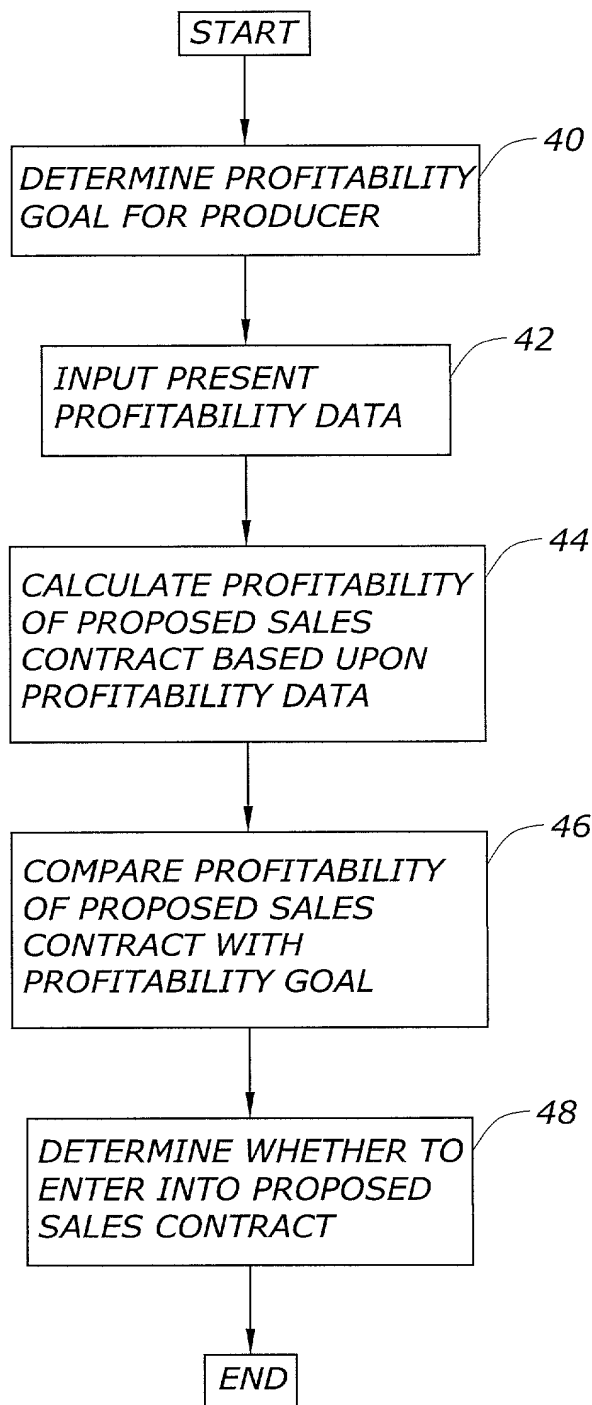 START
40
DETERMINE PROFITABILITY
GOAL FOR PRODUCER
42
INPUT PRESENT
PROFITABILITY DATA
44
CALCULATE PROFITABILITY
OF PROPOSED SALES
CONTRACT BASED UPON
PROFITABILITY DATA
46
COMPARE PROFITABILITY
OF PROPOSED SALES
CONTRACT WITH
PROFITABILITY GOAL
48
DETERMINE WHETHER TO
ENTER INTO PROPOSED
SALES CONTRACT
END